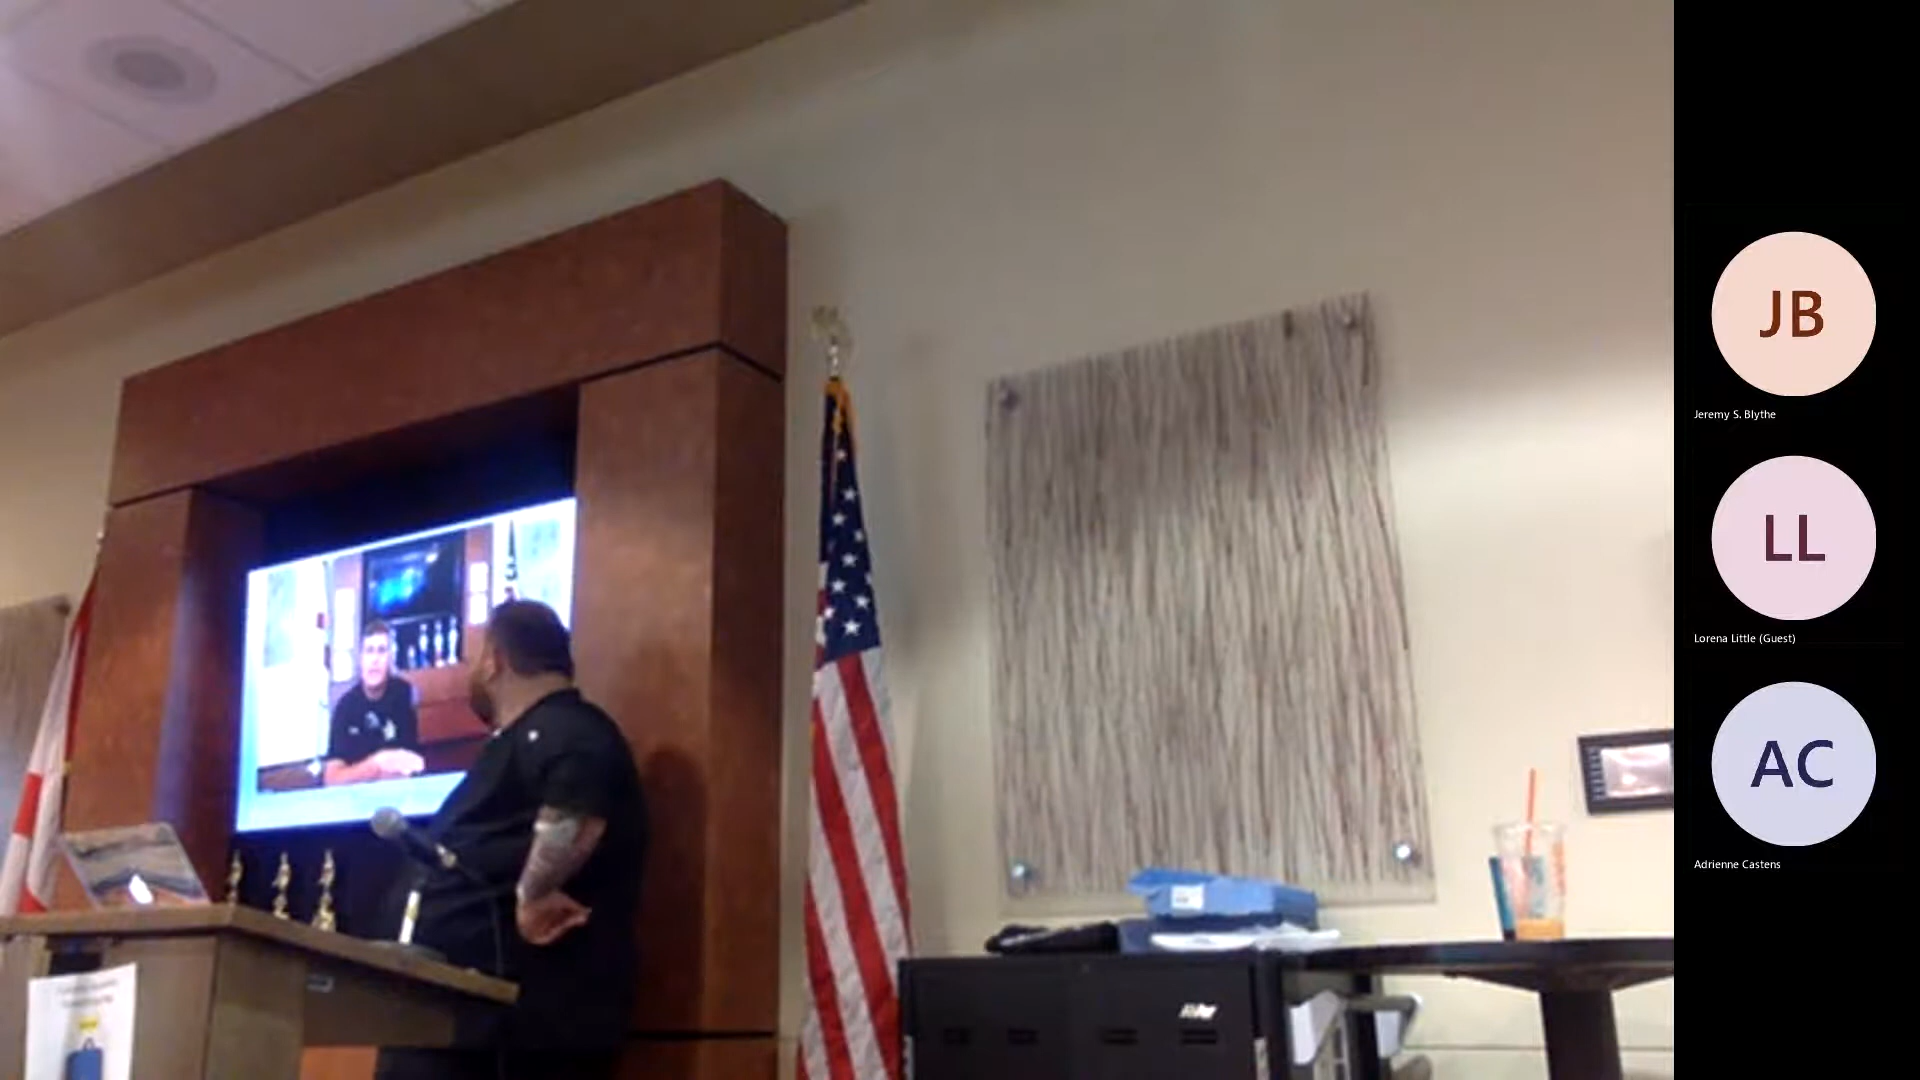 JB
Jeremy S. Blythe
LL
Lorena Little (Guest)
AC
Adrienne Castens